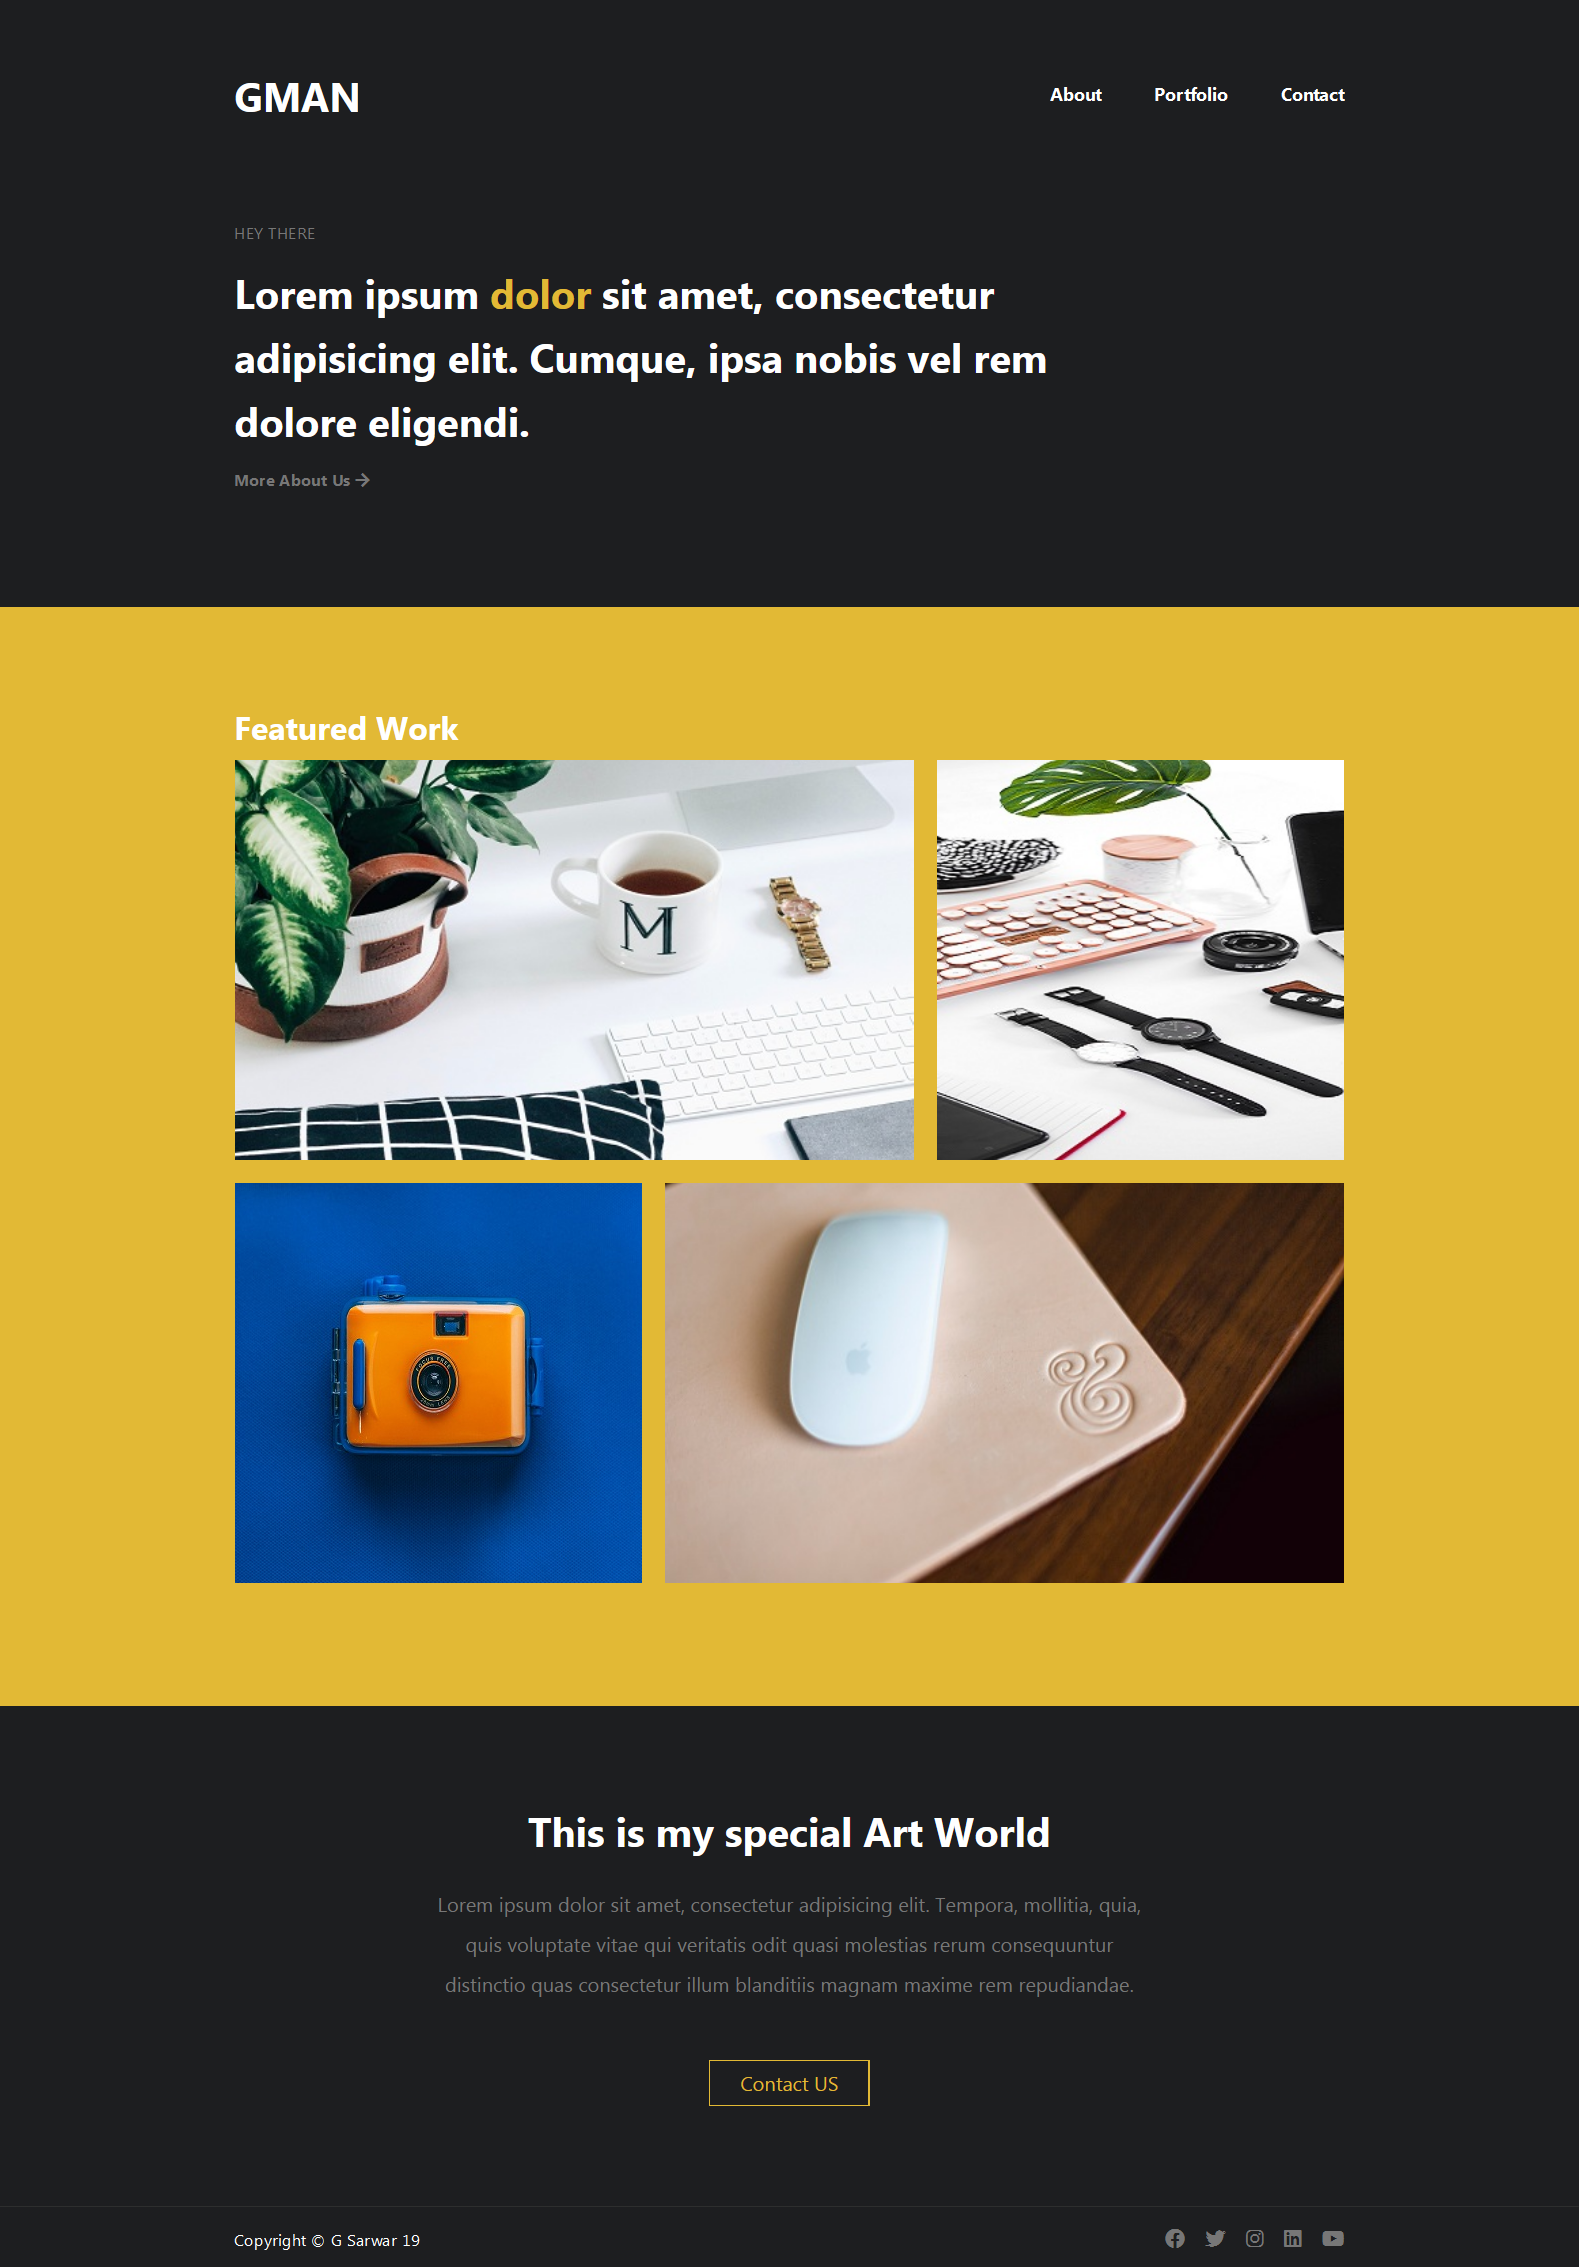 GMAN
About Portfolio Contact
HEY THERE
Lorem ipsum dolor sit amet, consectetur
adipisicing elit. Cumque, ipsa nobis vel rem
dolore eligendi.
More About Us →
Featured Work
M
FOCUS FREE
This is my special Art World
Lorem ipsum dolor sit amet, consectetur adipisicing elit. Tempora, mollitia, quia,
quis voluptate vitae qui veritatis odit quasi molestias rerum consequuntur
distinctio quas consectetur illum blanditiis magnam maxime rem repudiandae.
Contact US
Copyright © G Sarwar 19